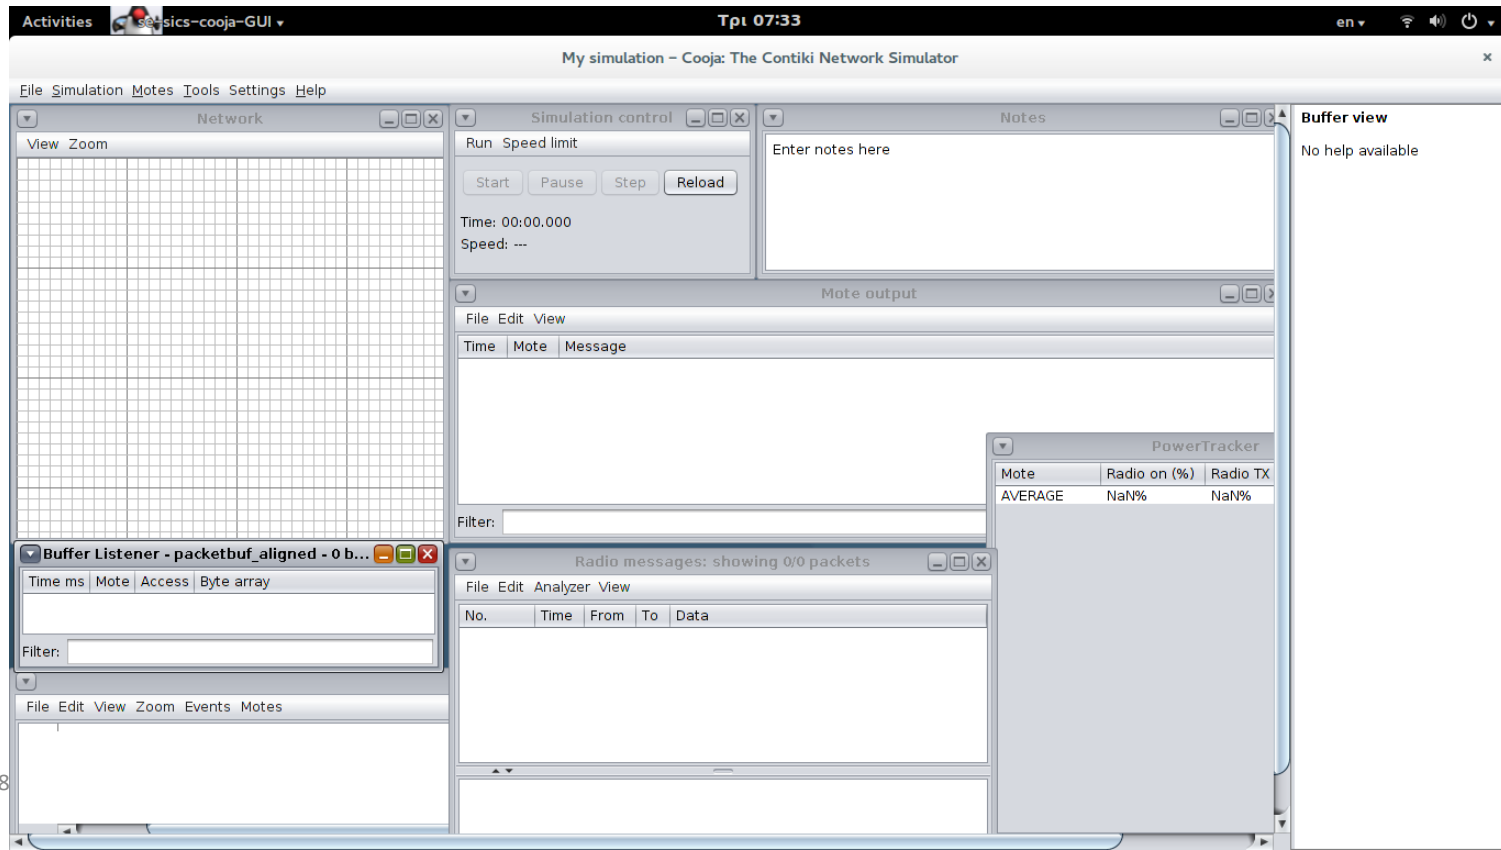 Activities sics-cooja-GUI Τρι 07:33 en
My simulation – Cooja: The Contiki Network Simulator ×
File Simulation Motes Tools Settings Help
Network
View Zoom
Simulation control
Run Speed limit
Start Pause Step Reload
Time: 00:00.000
Speed: ---
Notes
Enter notes here
Buffer view
No help available
Mote output
File Edit View
Time Mote Message
Filter:
PowerTracker
Mote Radio on (%) Radio TX
AVERAGE NaN% NaN%
Buffer Listener - packetbuf_aligned - 0 b...
Time ms Mote Access Byte array
Filter:
Radio messages: showing 0/0 packets
File Edit Analyzer View
No. Time From To Data
File Edit View Zoom Events Motes
8